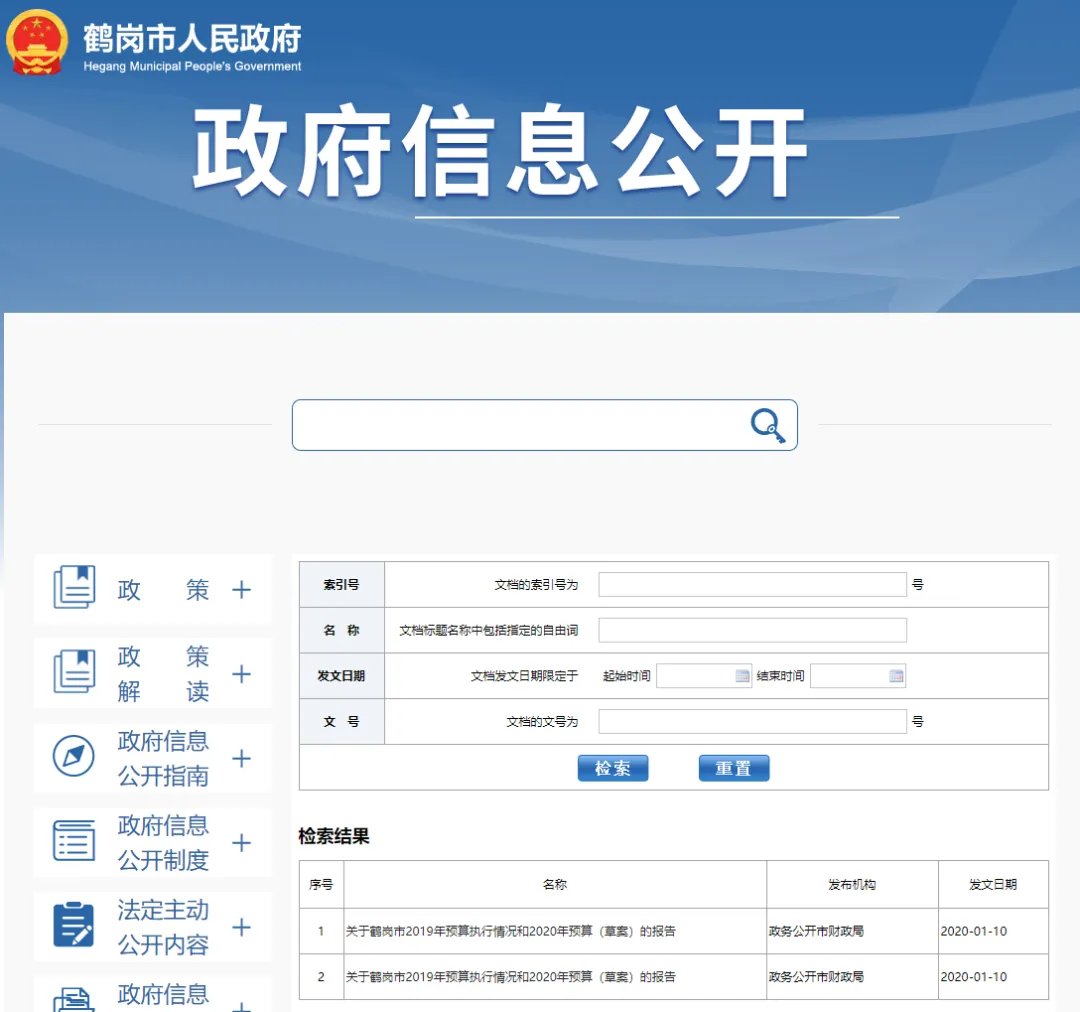 鹤岗市人民政府
Hegang Municipal People's Government
政府信息公开
政 策 +
政 策
解 读 +
政府信息
公开指南 +
政府信息
公开制度 +
法定主动
公开内容 +
政府信息 +
索引号 文档的索引号为 号
名 称 文档标题名称中包括指定的自由词
发文日期 文档发文日期限定于 起始时间 结束时间
文 号 文档的文号为 号
检索 重置
检索结果
序号 名称 发布机构 发文日期
1 关于鹤岗市2019年预算执行情况和2020年预算（草案）的报告 政务公开市财政局 2020-01-10
2 关于鹤岗市2019年预算执行情况和2020年预算（草案）的报告 政务公开市财政局 2020-01-10